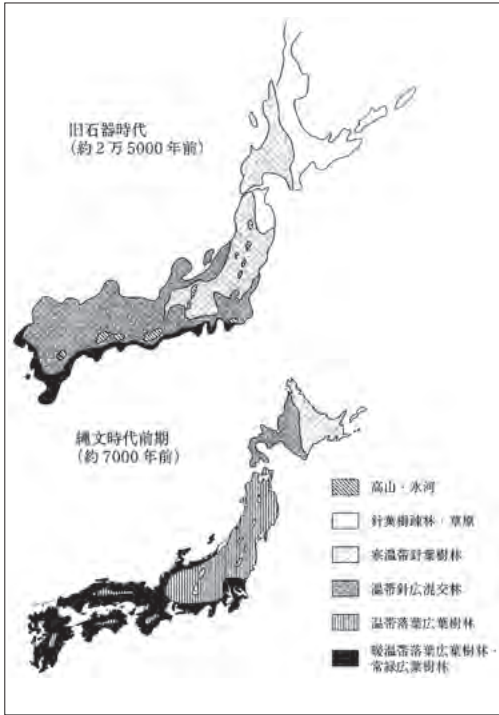 旧石器時代
(約2万5000年前)
縄文時代前期
(約7000年前)
高山・氷河
針葉樹疎林・草原
寒温帯針葉樹林
温帯針広混交林
温帯落葉広葉樹林
暖温帯落葉広葉樹林・
常緑広葉樹林